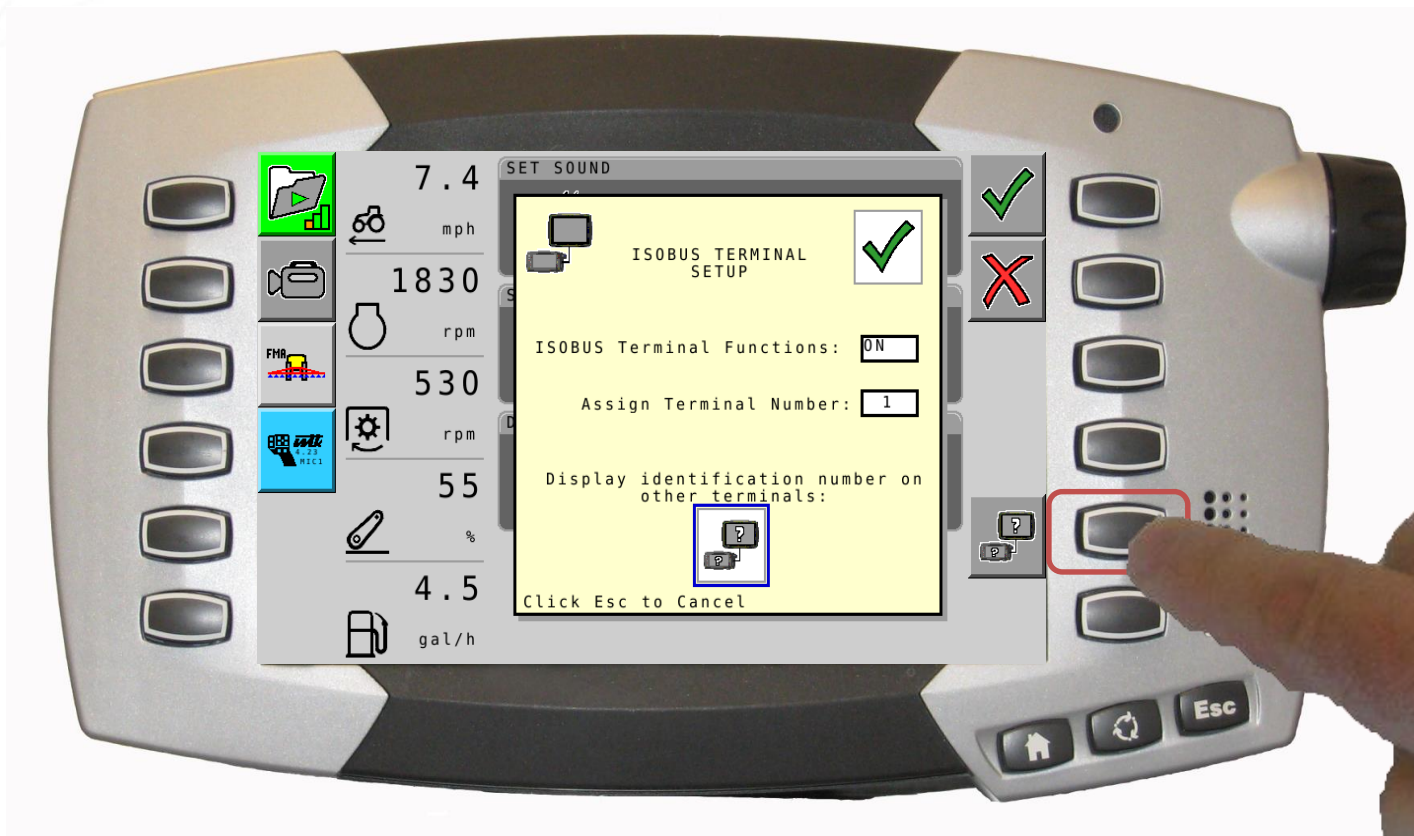 7.4
mph
1830
rpm
530
rpm
55
%
4.5
gal/h
FMA
wtk
4.23
MIC1
SET SOUND
S
D
ISOBUS TERMINAL
SETUP
ISOBUS Terminal Functions:
ON
Assign Terminal Number:
1
Display identification number on
other terminals:
?
?
Click Esc to Cancel
?
?
Esc